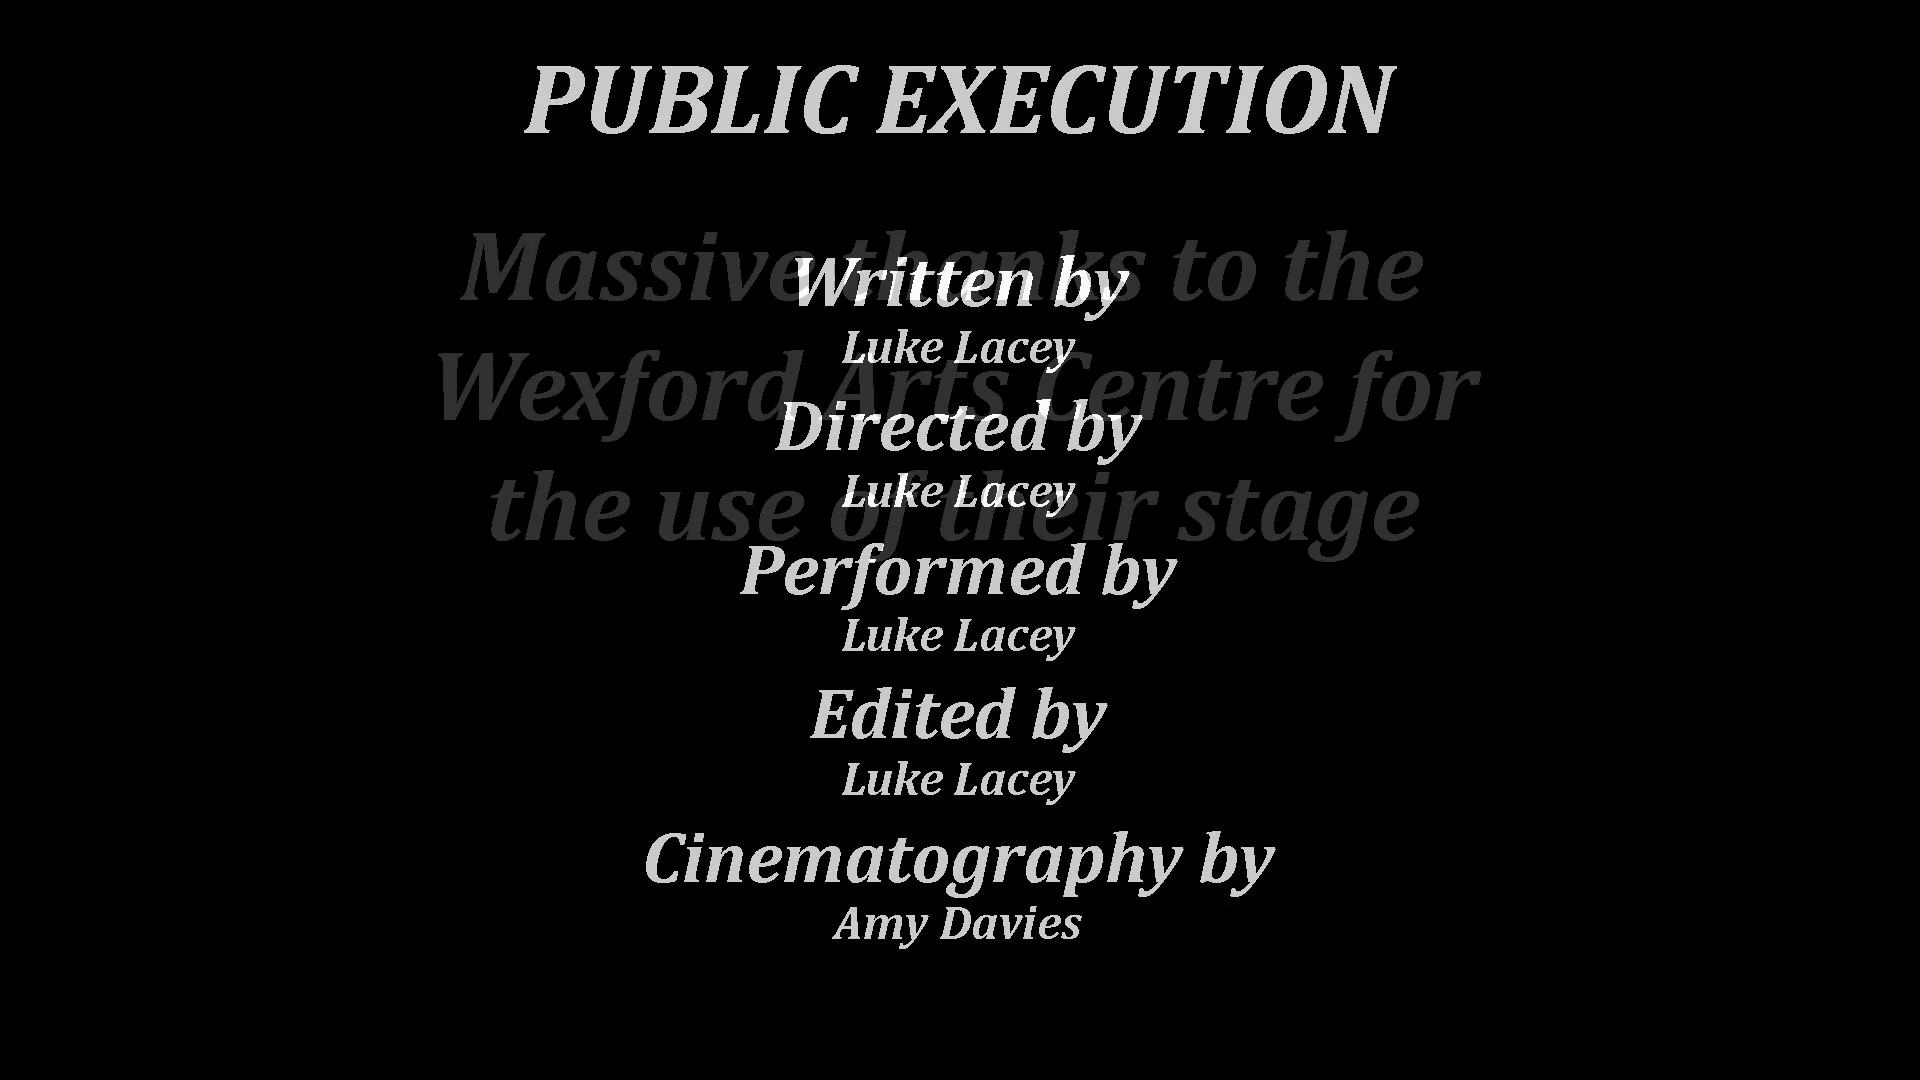 PUBLIC EXECUTION
Massive thanks to the
Wexford Arts Centre for
the use of their stage
Written by
Luke Lacey
Directed by
Luke Lacey
Performed by
Luke Lacey
Edited by
Luke Lacey
Cinematography by
Amy Davies